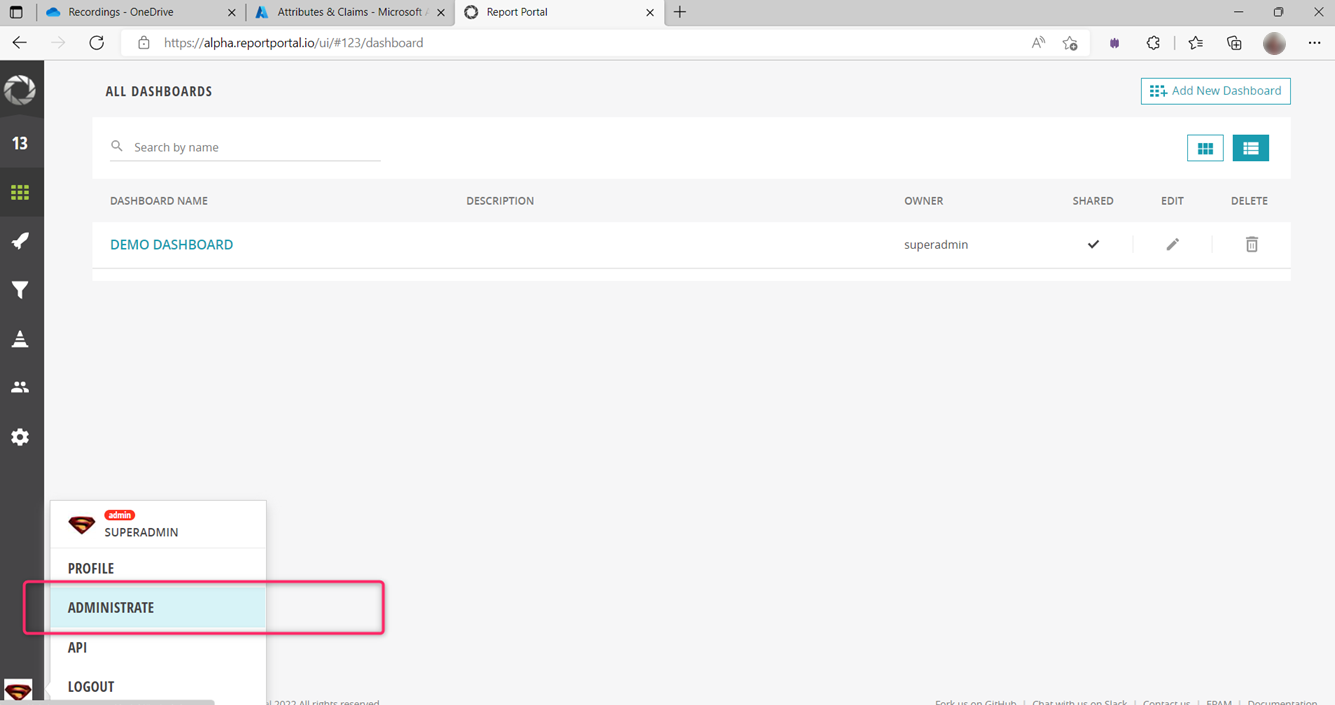 Recordings - OneDrive
Attributes & Claims - Microsoft A
Report Portal
https://alpha.reportportal.io/ui/#123/dashboard
ALL DASHBOARDS
Add New Dashboard
13
Search by name
DASHBOARD NAME DESCRIPTION OWNER SHARED EDIT DELETE
DEMO DASHBOARD superadmin
admin
SUPERADMIN
PROFILE
ADMINISTRATE
API
LOGOUT
2022 All rights reserved
Fork us on GitHub | Chat with us on Slack | Contact us | EPAM | Documentation